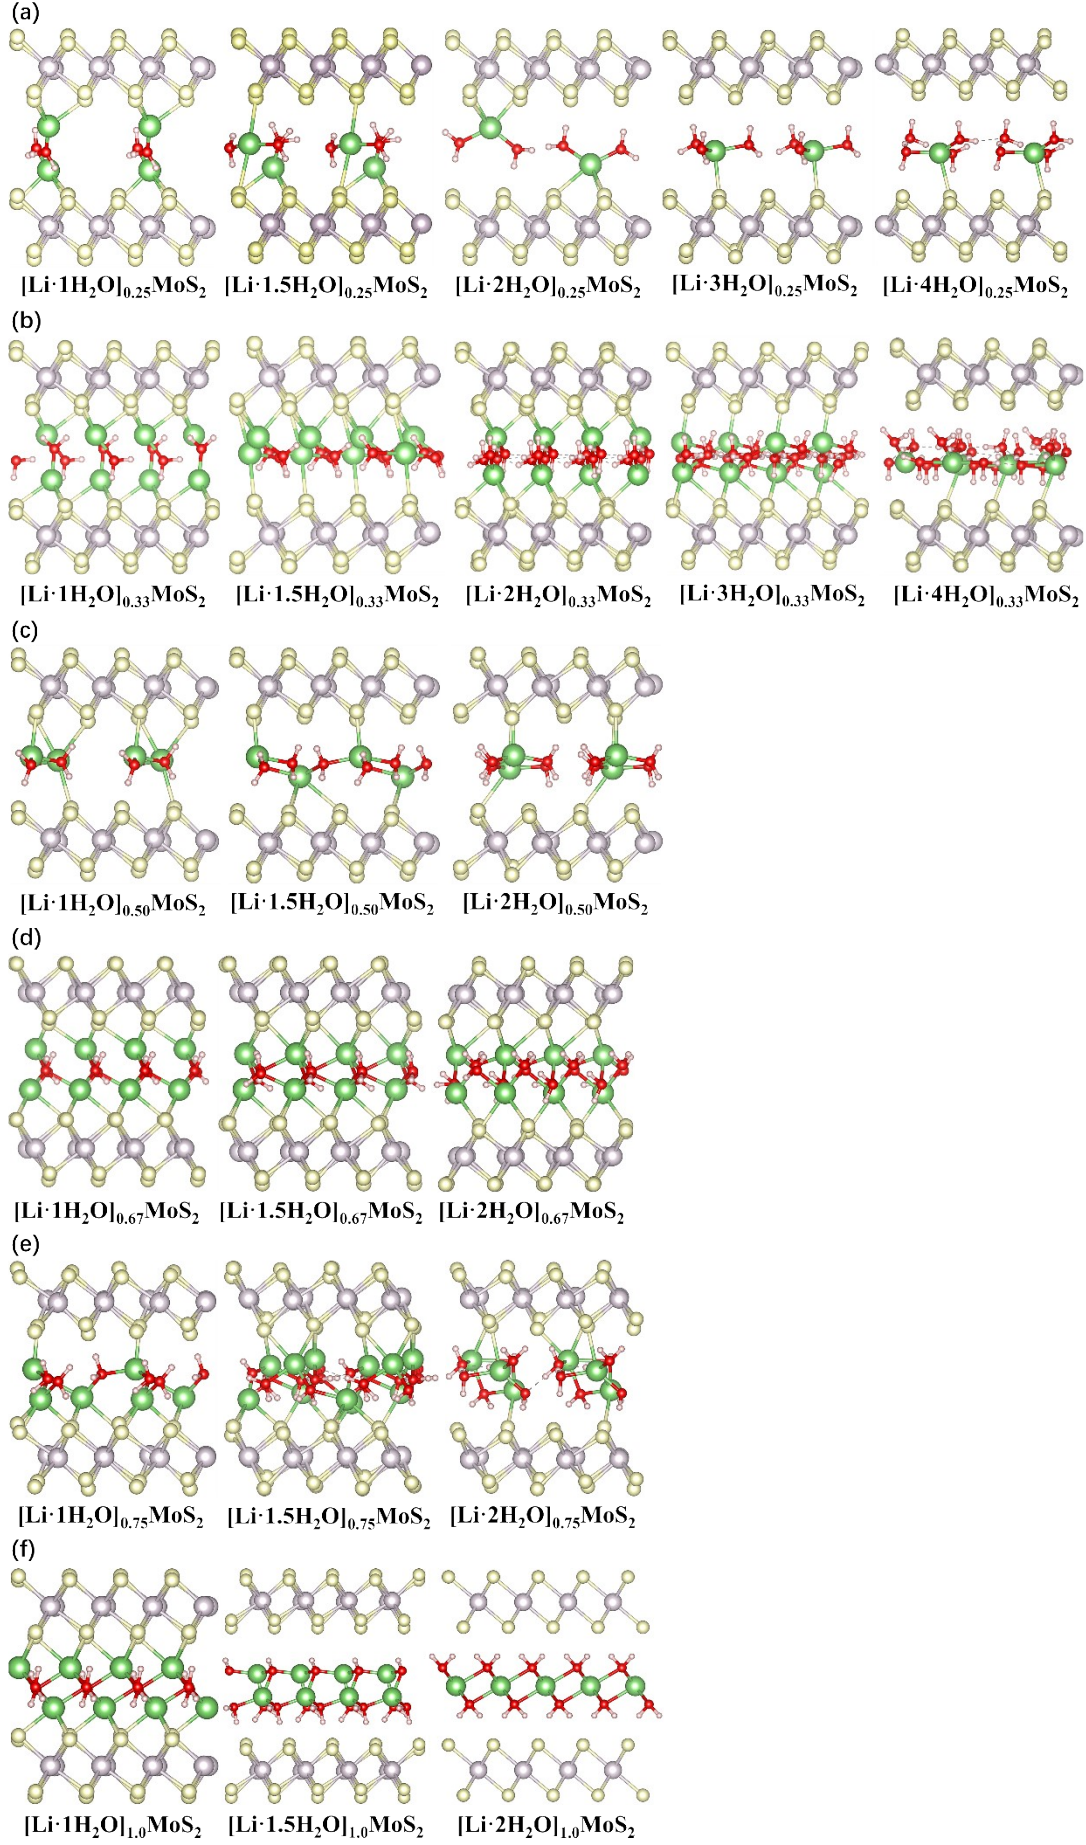 (a)
[Li·1H₂O]₀.₂₅MoS₂ [Li·1.5H₂O]₀.₂₅MoS₂ [Li·2H₂O]₀.₂₅MoS₂ [Li·3H₂O]₀.₂₅MoS₂ [Li·4H₂O]₀.₂₅MoS₂
(b)
[Li·1H₂O]₀.₃₃MoS₂ [Li·1.5H₂O]₀.₃₃MoS₂ [Li·2H₂O]₀.₃₃MoS₂ [Li·3H₂O]₀.₃₃MoS₂ [Li·4H₂O]₀.₃₃MoS₂
(c)
[Li·1H₂O]₀.₅₀MoS₂ [Li·1.5H₂O]₀.₅₀MoS₂ [Li·2H₂O]₀.₅₀MoS₂
(d)
[Li·1H₂O]₀.₆₇MoS₂ [Li·1.5H₂O]₀.₆₇MoS₂ [Li·2H₂O]₀.₆₇MoS₂
(e)
[Li·1H₂O]₀.₇₅MoS₂ [Li·1.5H₂O]₀.₇₅MoS₂ [Li·2H₂O]₀.₇₅MoS₂
(f)
[Li·1H₂O]₁.₀MoS₂ [Li·1.5H₂O]₁.₀MoS₂ [Li·2H₂O]₁.₀MoS₂